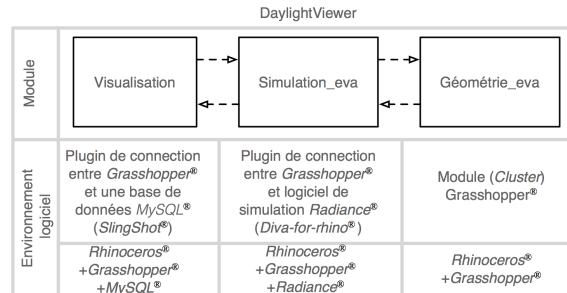 DaylightViewer
Module
Visualisation
Simulation_eva
Géométrie_eva
Environnement
logiciel
Plugin de connection
entre Grasshopper®
et une base de
données MySQL®
(SlingShot®)
Plugin de connection
entre Grasshopper®
et logiciel de
simulation Radiance®
(Diva-for-rhino®)
Module (Cluster)
Grasshopper®
Rhinoceros®
+Grasshopper®
+MySQL®
Rhinoceros®
+Grasshopper®
+Radiance®
Rhinoceros®
+Grasshopper®